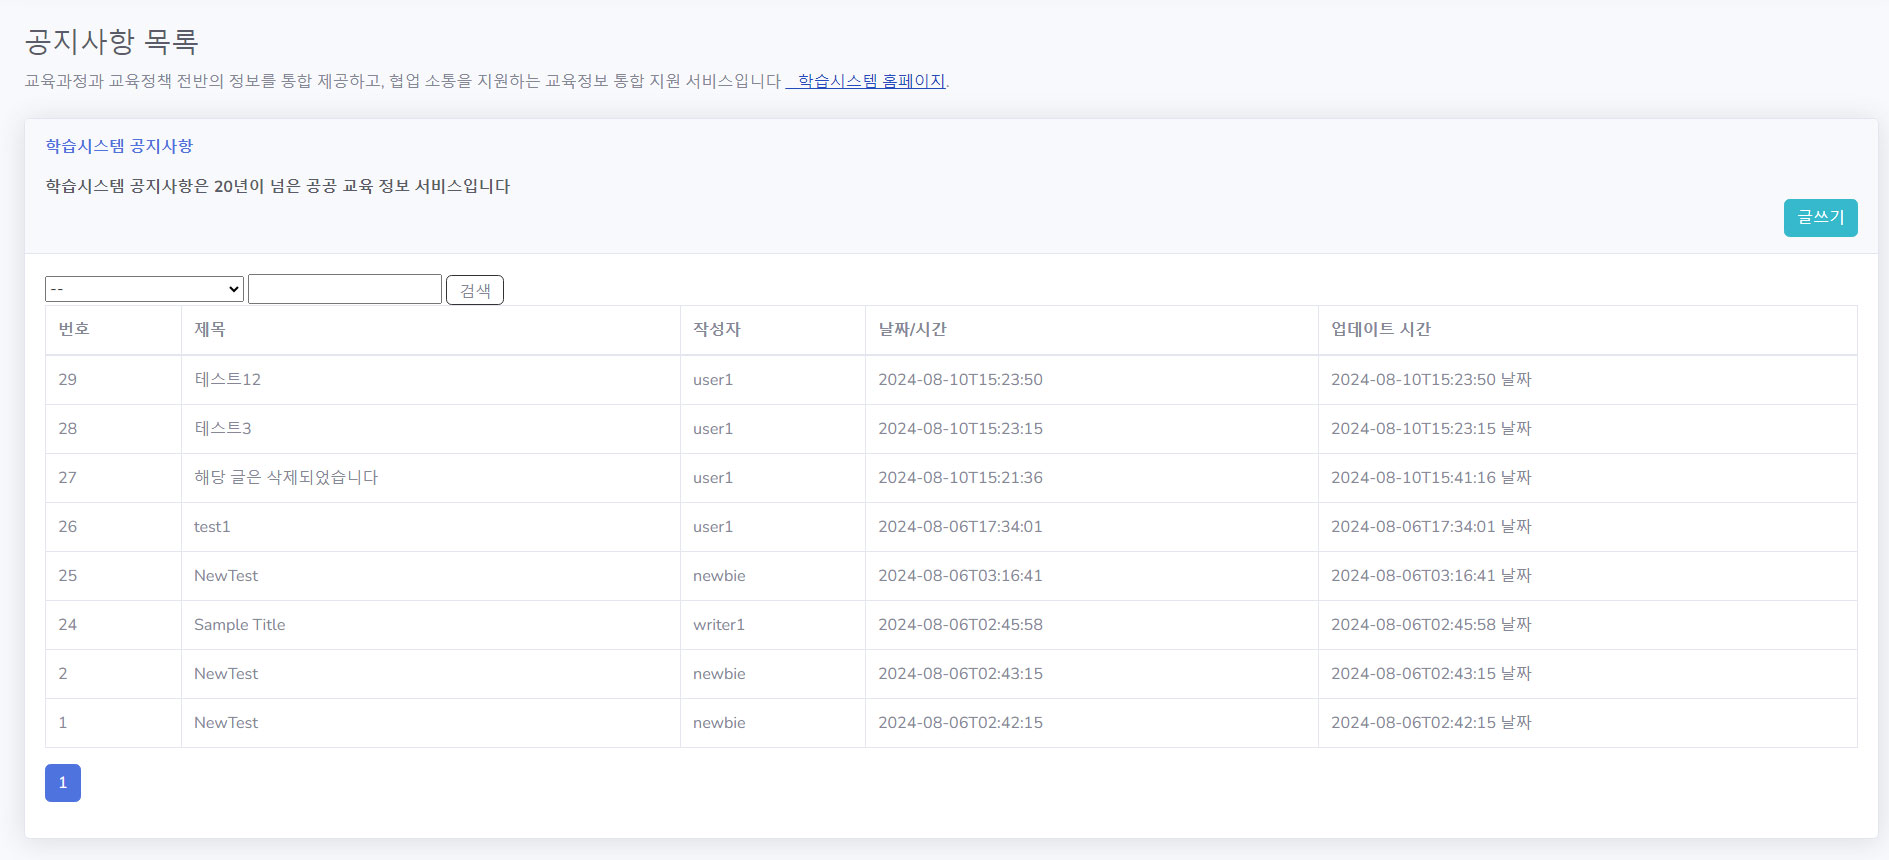 공지사항 목록
교육과정과 교육정책 전반의 정보를 통합 제공하고, 협업 소통을 지원하는 교육정보 통합 지원 서비스입니다 학습시스템 홈페이지.
학습시스템 공지사항
학습시스템 공지사항은 20년이 넘은 공공 교육 정보 서비스입니다
글쓰기
-- 검색
번호 제목 작성자 날짜/시간 업데이트 시간
29 테스트12 user1 2024-08-10T15:23:50 2024-08-10T15:23:50 날짜
28 테스트3 user1 2024-08-10T15:23:15 2024-08-10T15:23:15 날짜
27 해당 글은 삭제되었습니다 user1 2024-08-10T15:21:36 2024-08-10T15:41:16 날짜
26 test1 user1 2024-08-06T17:34:01 2024-08-06T17:34:01 날짜
25 NewTest newbie 2024-08-06T03:16:41 2024-08-06T03:16:41 날짜
24 Sample Title writer1 2024-08-06T02:45:58 2024-08-06T02:45:58 날짜
2 NewTest newbie 2024-08-06T02:43:15 2024-08-06T02:43:15 날짜
1 NewTest newbie 2024-08-06T02:42:15 2024-08-06T02:42:15 날짜
1